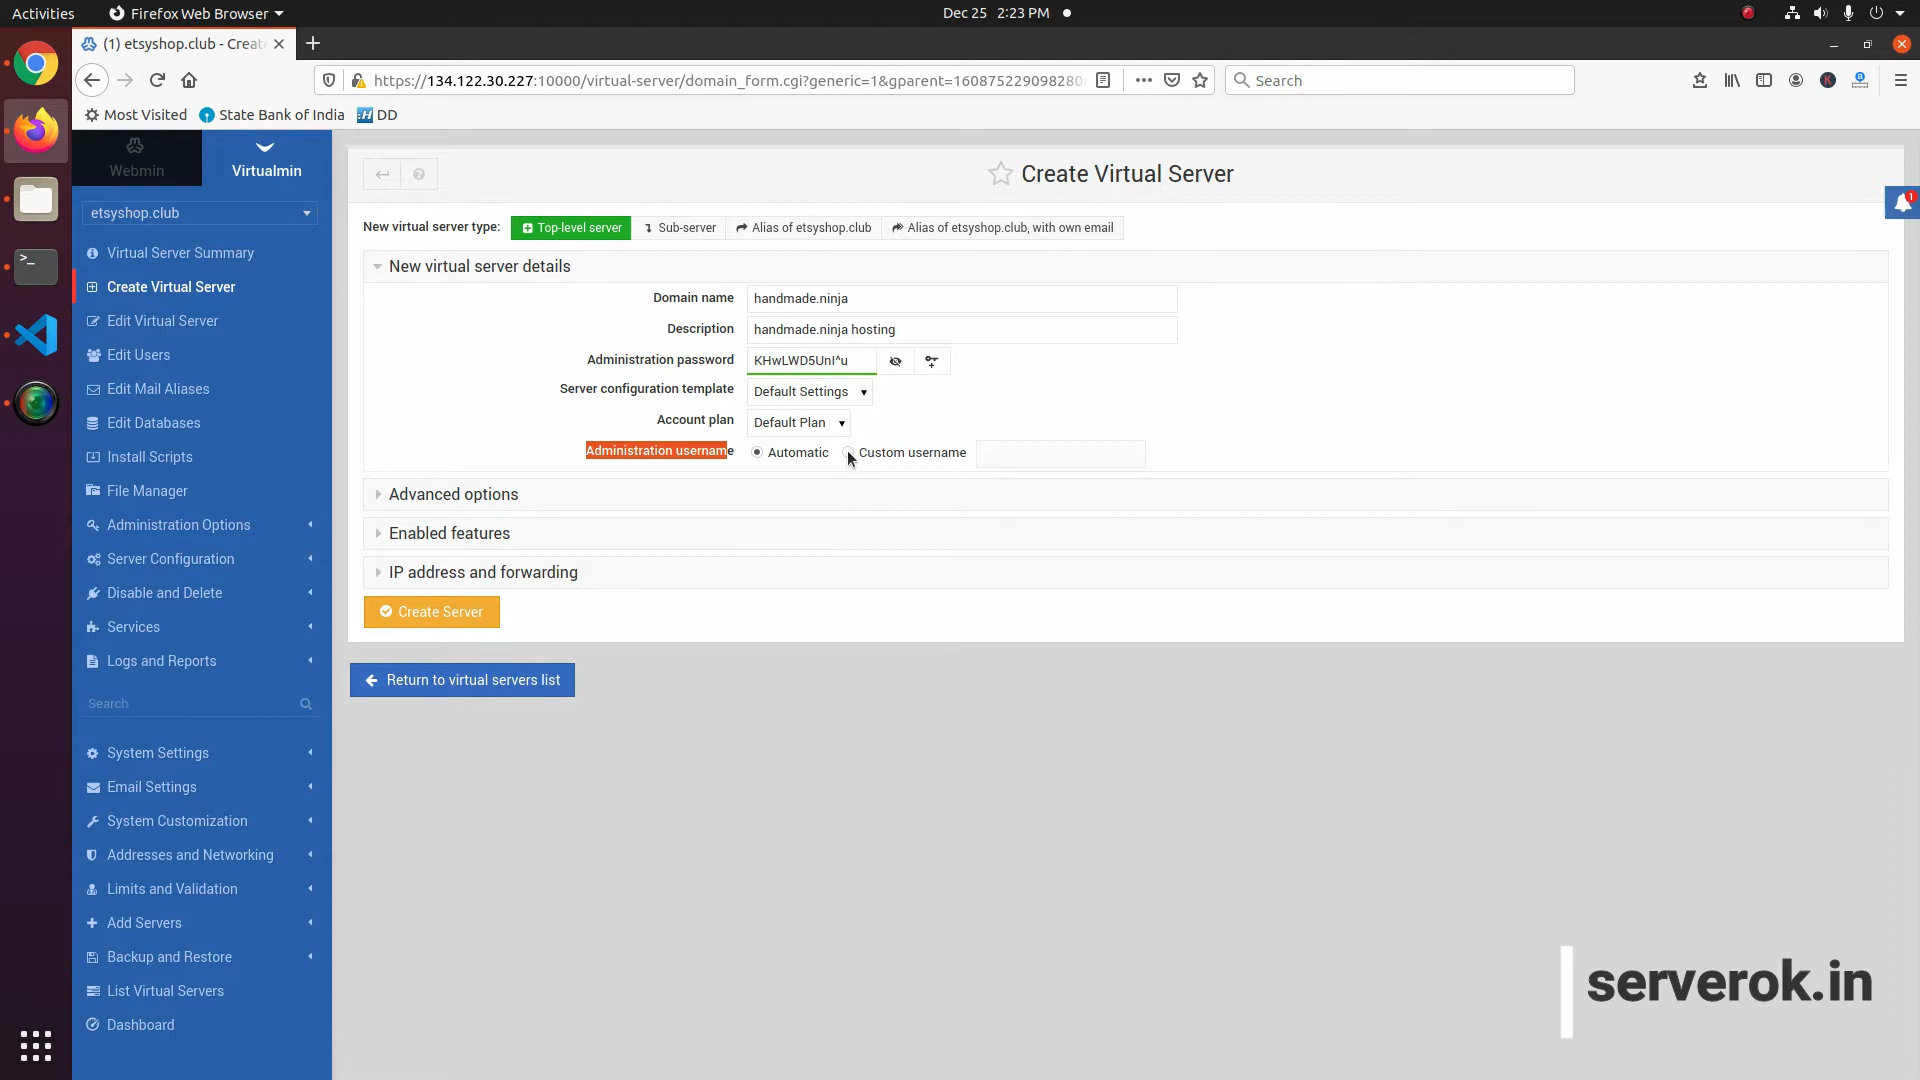 Activities Firefox Web Browser Dec 25 2:23 PM
(1) etsyshop.club - Creat
https://134.122.30.227:10000/virtual-server/domain_form.cgi?generic=1&gparent=160875229098280 Search
Most Visited State Bank of India DD
Webmin
Virtualmin
etsyshop.club
Virtual Server Summary
Create Virtual Server
Edit Virtual Server
Edit Users
Edit Mail Aliases
Edit Databases
Install Scripts
File Manager
Administration Options
Server Configuration
Disable and Delete
Services
Logs and Reports
Search
System Settings
Email Settings
System Customization
Addresses and Networking
Limits and Validation
Add Servers
Backup and Restore
List Virtual Servers
Dashboard
Create Virtual Server
1
New virtual server type: Top-level server Sub-server Alias of etsyshop.club Alias of etsyshop.club, with own email
New virtual server details
Domain name handmade.ninja
Description handmade.ninja hosting
Administration password KHwLWD5UnI^u
Server configuration template Default Settings
Account plan Default Plan
Administration username Automatic Custom username
Advanced options
Enabled features
IP address and forwarding
Create Server
Return to virtual servers list
serverok.in